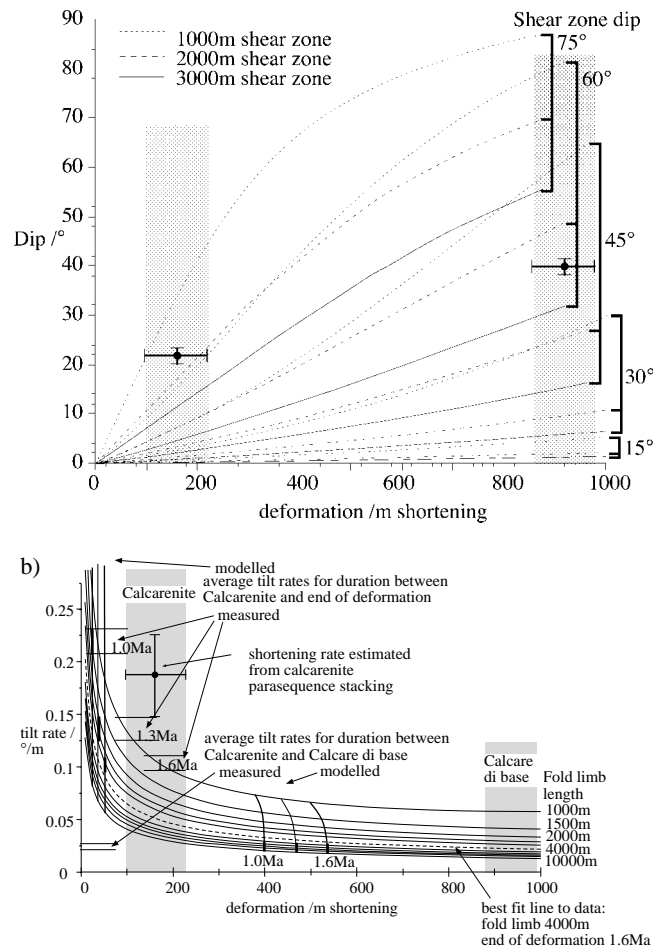 90
80
70
60
50
40
30
20
10
0
Dip /°
1000m shear zone
2000m shear zone
3000m shear zone
Shear zone dip
75°
60°
45°
30°
15°
0
200
400
600
800
1000
deformation /m shortening
b)
modelled
average tilt rates for duration between
Calcarenite and end of deformation
measured
Calcarenite
0.25
0.2
0.15
0.1
0.05
0
tilt rate /
°/m
1.0Ma
1.3Ma
1.6Ma
shortening rate estimated
from calcarenite
parasequence stacking
average tilt rates for duration between
Calcarenite and Calcare di base
measured
modelled
Calcare
di base
Fold limb
length
1000m
1500m
2000m
4000m
10000m
1.0Ma
1.6Ma
0
200
400
600
800
1000
deformation /m shortening
best fit line to data:
fold limb 4000m
end of deformation 1.6Ma